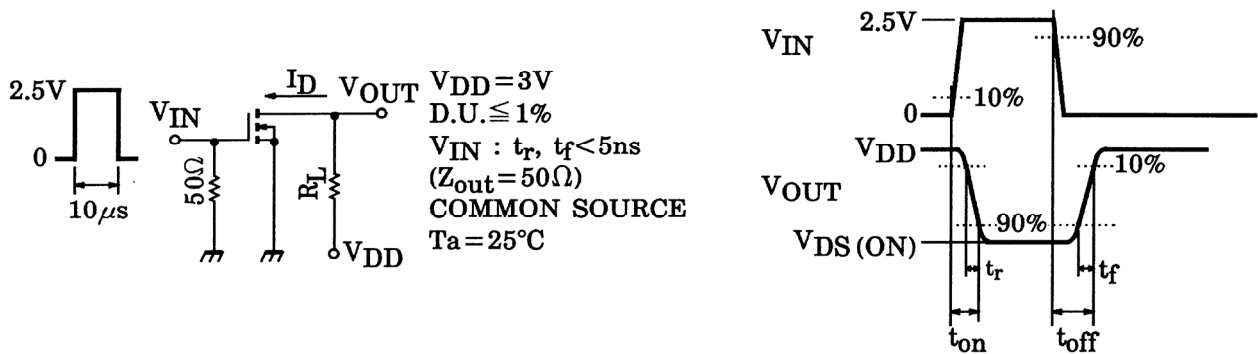 2.5V
0
10μs
V_IN
50Ω
I_D
V_OUT
R_L
V_DD
V_DD=3V
D.U.≦1%
V_IN : t_r, t_f<5ns
(Z_out=50Ω)
COMMON SOURCE
Ta=25°C
V_IN
2.5V
90%
10%
0
V_DD
10%
V_OUT
90%
V_DS (ON)
t_r
t_f
t_on
t_off